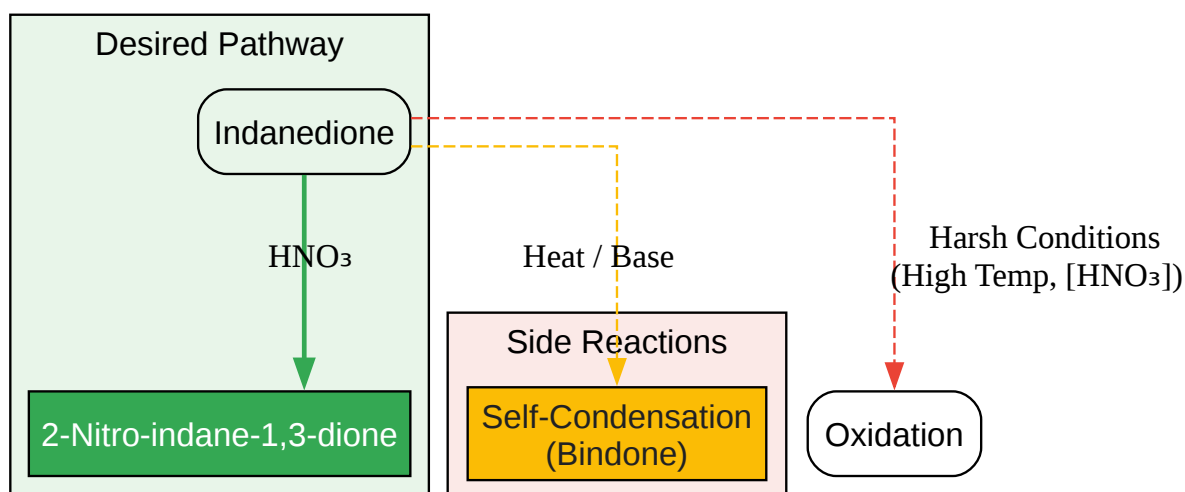 Desired Pathway
Indanedione
HNO₃
Heat / Base
Harsh Conditions
(High Temp, [HNO₃])
Side Reactions
2-Nitro-indane-1,3-dione
Self-Condensation
(Bindone)
Oxidation